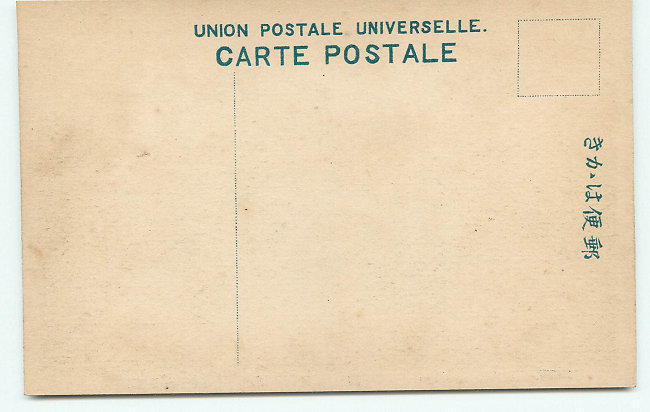 UNION POSTALE UNIVERSELLE.
CARTE POSTALE
きかは便郵